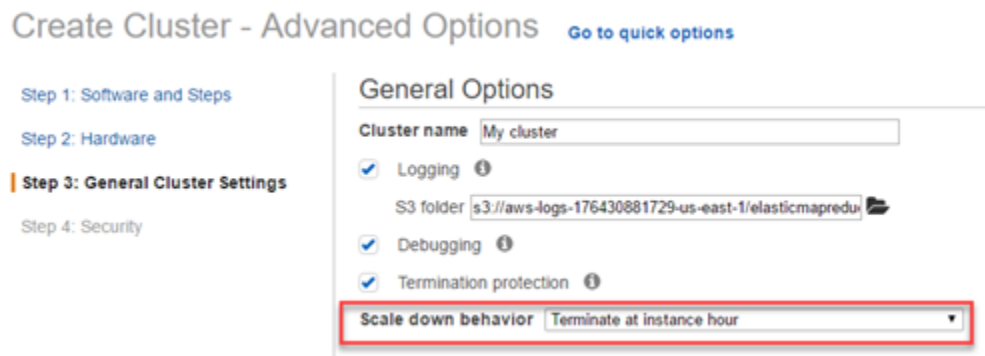 Create Cluster - Advanced Options Go to quick options
Step 1: Software and Steps
Step 2: Hardware
Step 3: General Cluster Settings
Step 4: Security
General Options
Cluster name My cluster
Logging
S3 folder s3://aws-logs-176430881729-us-east-1/elasticmapredu
Debugging
Termination protection
Scale down behavior Terminate at instance hour